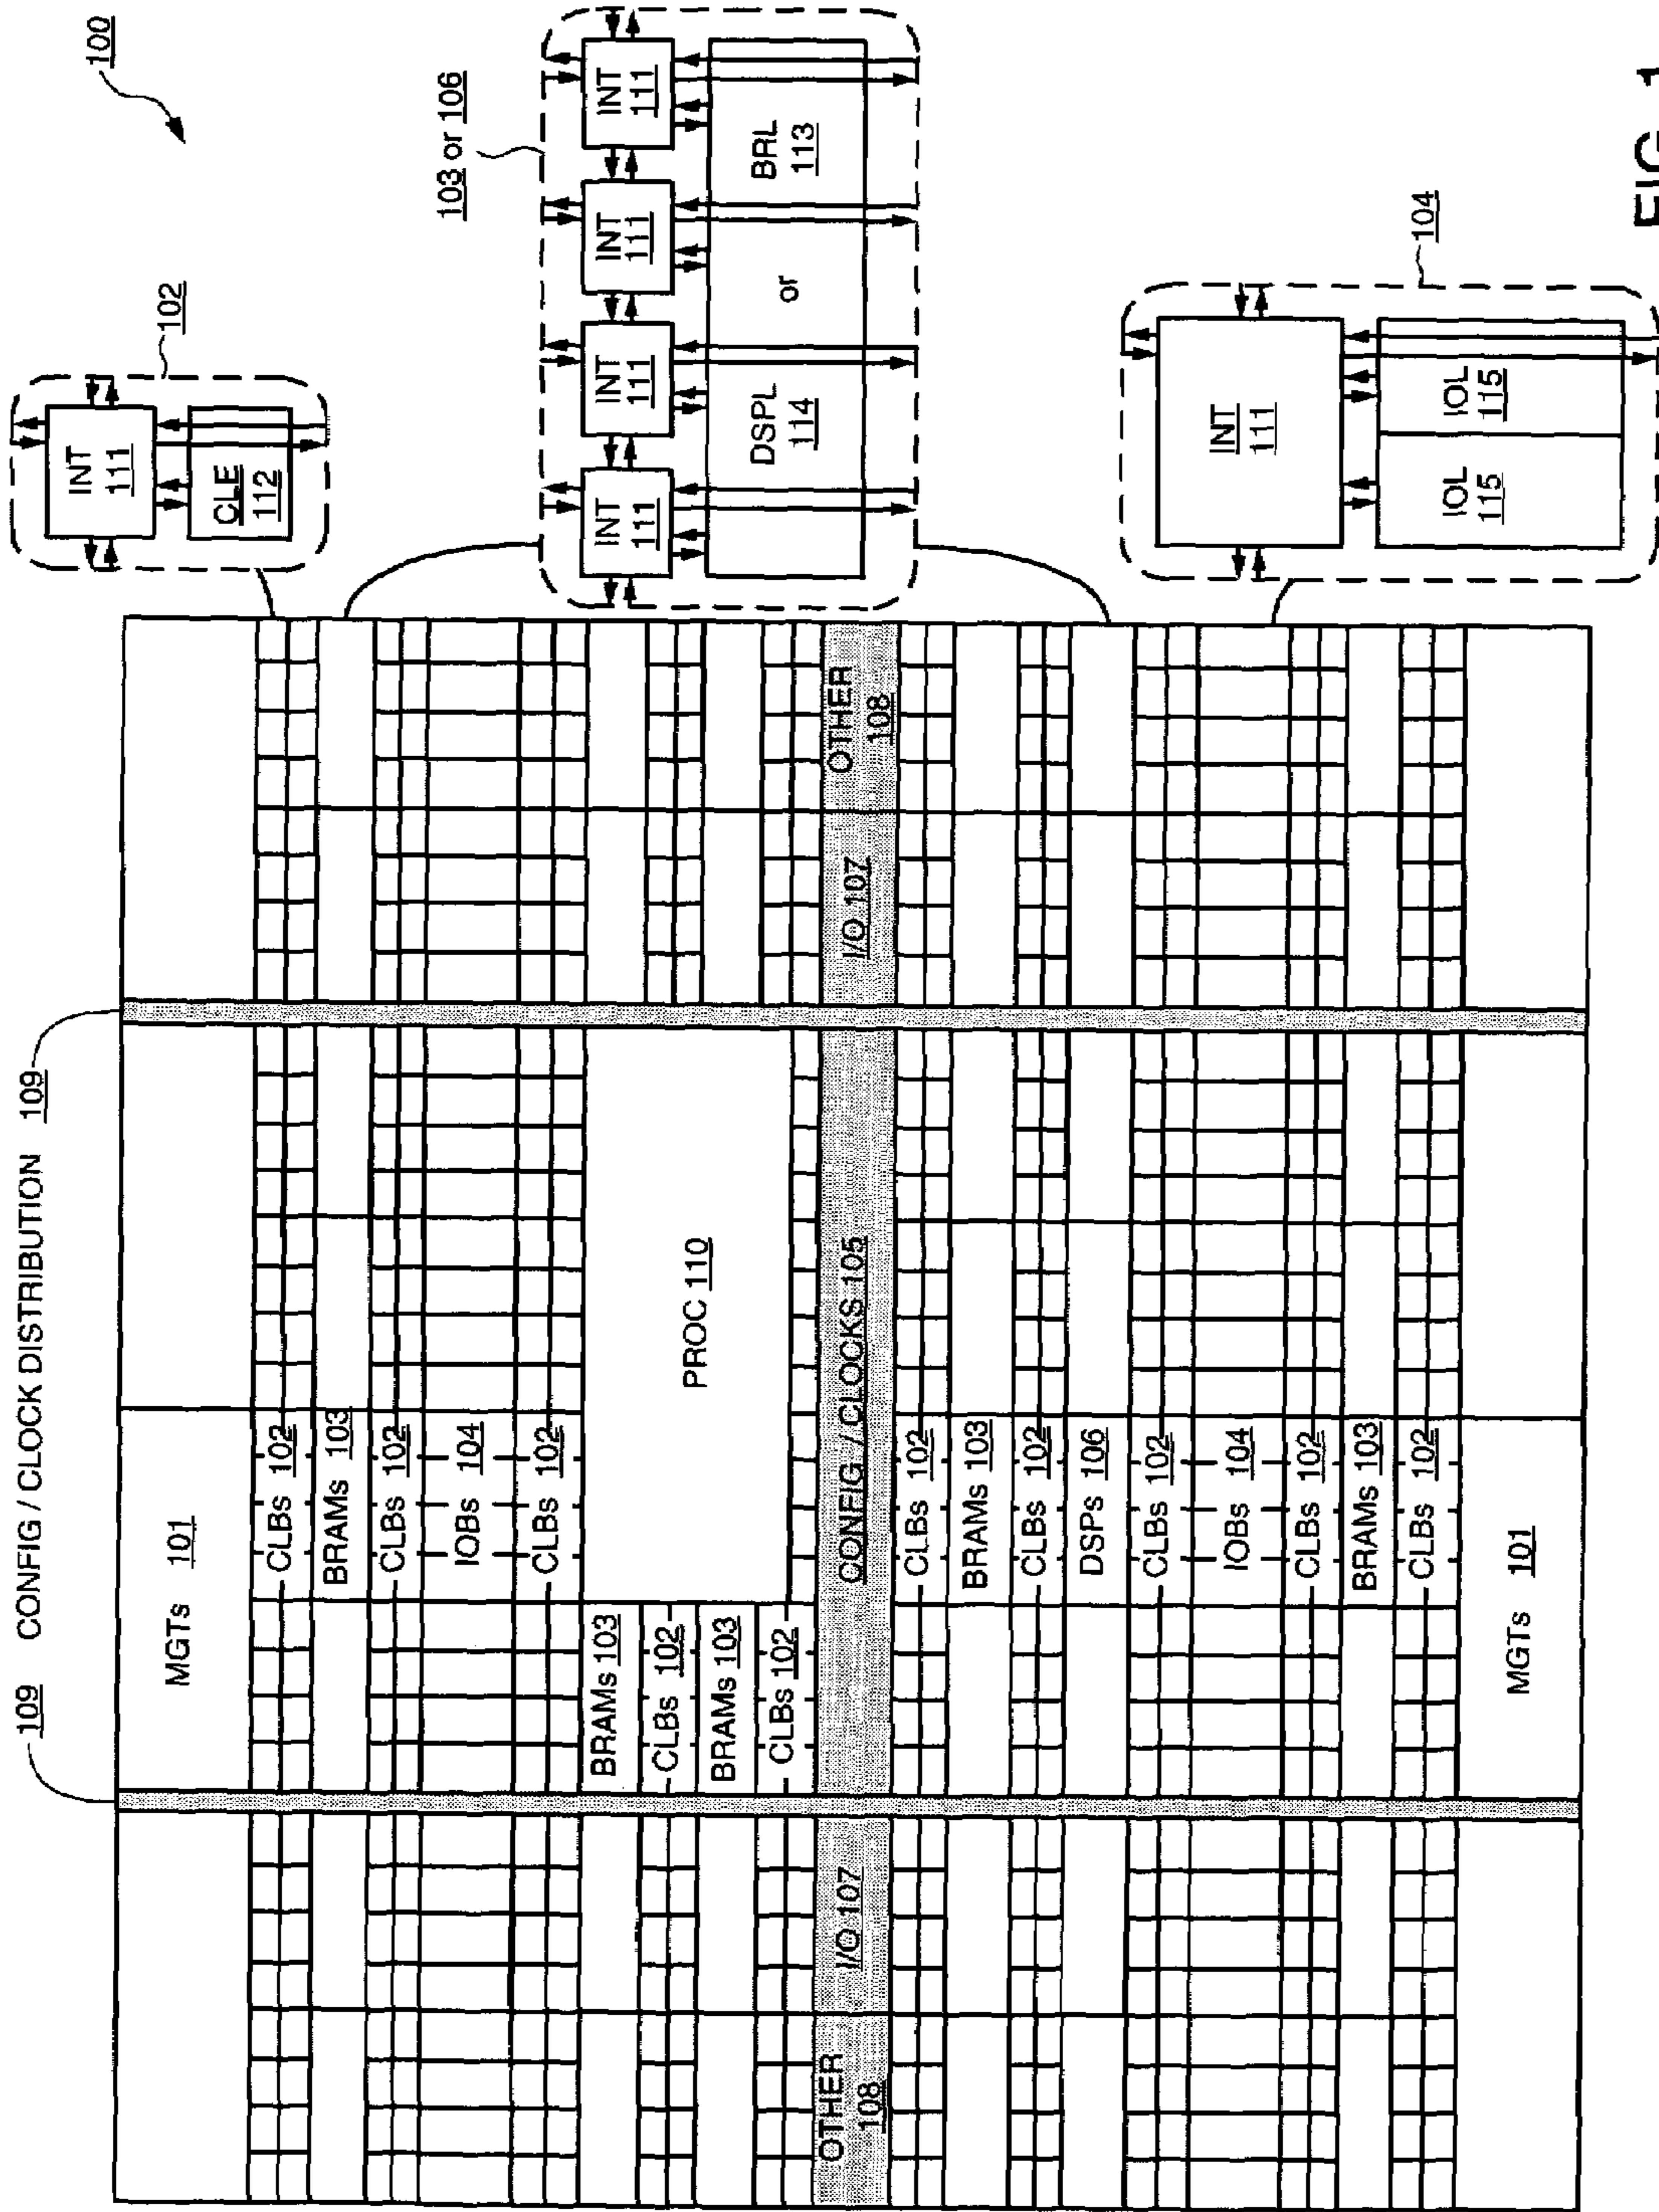 100
CONFIG / CLOCK DISTRIBUTION 109
109
MGTs 101
CLBs 102
BRAMs 103
CLBs 102
IOBs 104
CLBs 102
BRAMs 103
CLBs 102
BRAMs 103
CLBs 102
PROC 110
OTHER 108
I/O 107
CONFIG / CLOCKS 105
I/O 107
OTHER 108
CLBs 102
BRAMs 103
CLBs 102
DSPs 106
CLBs 102
IOBs 104
CLBs 102
BRAMs 103
CLBs 102
MGTs 101
102
INT 111
CLE 112
103 or 106
INT 111
INT 111
INT 111
INT 111
DSPL 114
or
BRL 113
104
INT 111
IOL 115
IOL 115
FIG. 1